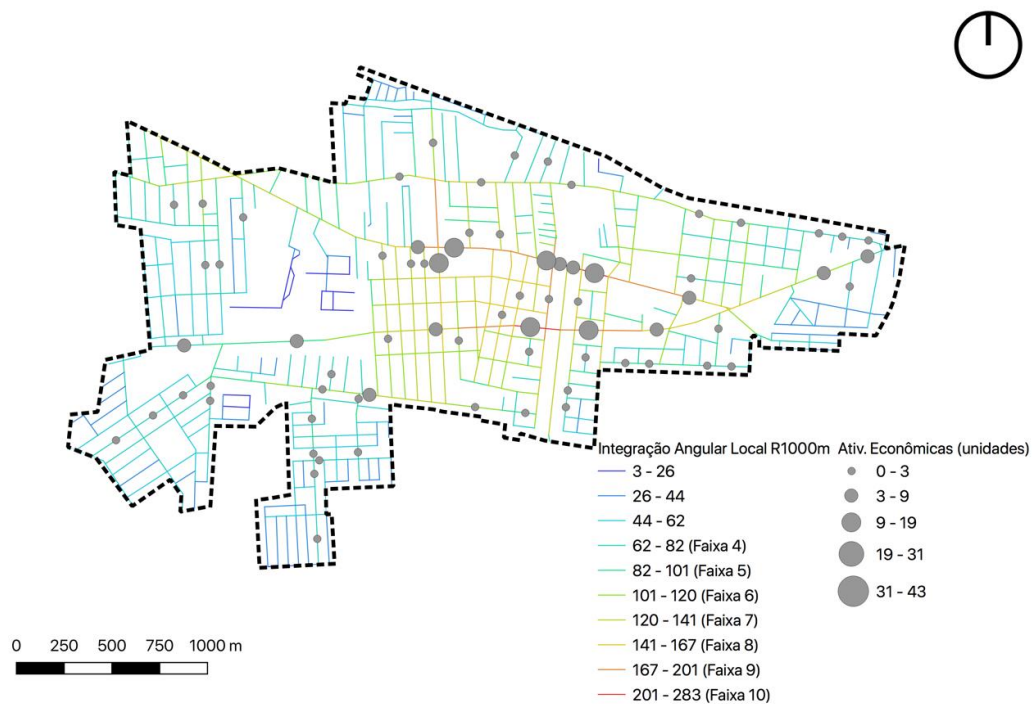 Integração Angular Local R1000m Ativ. Econômicas (unidades)
3 - 26 0 - 3
26 - 44 3 - 9
44 - 62 9 - 19
62 - 82 (Faixa 4) 19 - 31
82 - 101 (Faixa 5) 31 - 43
101 - 120 (Faixa 6)
120 - 141 (Faixa 7)
141 - 167 (Faixa 8)
167 - 201 (Faixa 9)
201 - 283 (Faixa 10)
0 250 500 750 1000 m